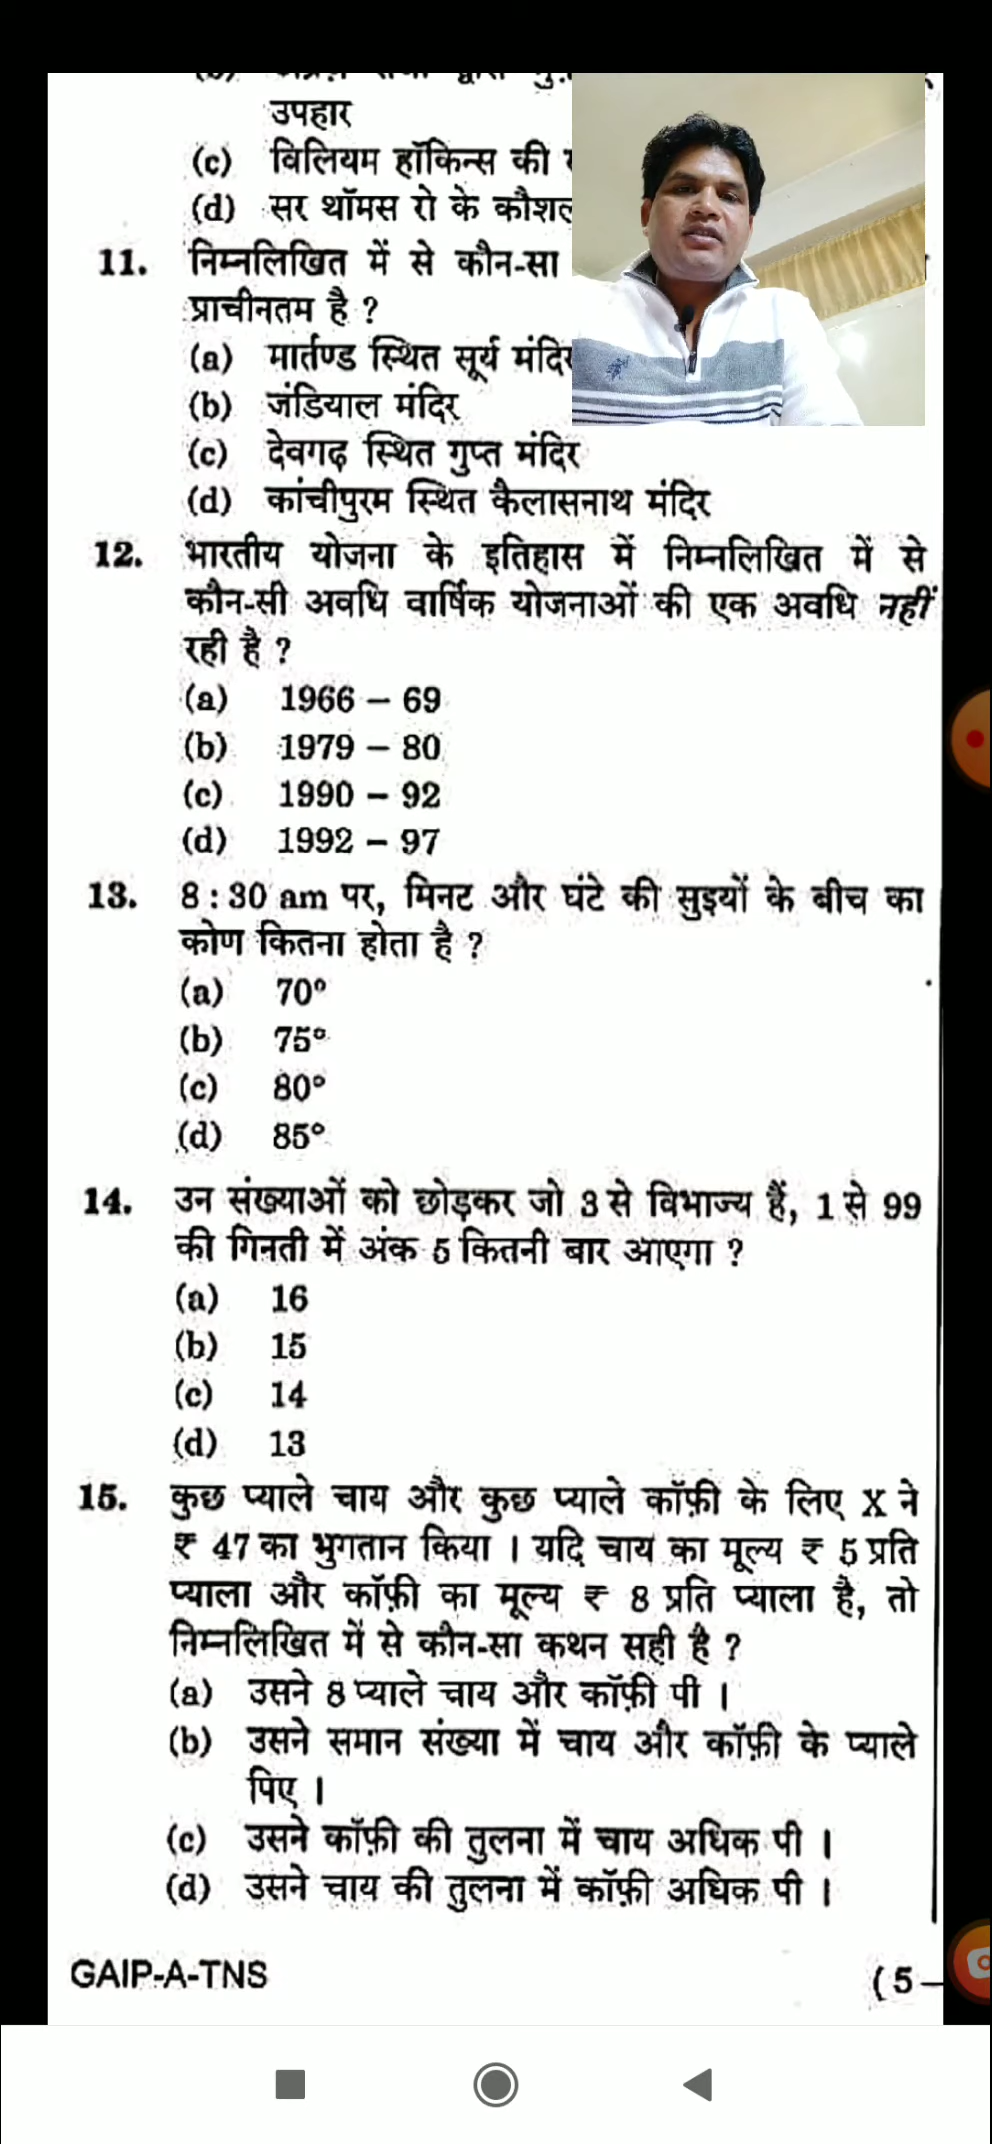 उपहार
(c) विलियम हॉकिन्स की
(d) सर थॉमस रो के कौशल
11. निम्नलिखित में से कौन-सा
प्राचीनतम है ?
(a) मार्तण्ड स्थित सूर्य मंदिर
(b) जंडियाल मंदिर
(c) देवगढ़ स्थित गुप्त मंदिर
(d) कांचीपुरम स्थित कैलासनाथ मंदिर
12. भारतीय योजना के इतिहास में निम्नलिखित में से
कौन-सी अवधि वार्षिक योजनाओं की एक अवधि नहीं
रही है ?
(a) 1966 – 69
(b) 1979 – 80
(c) 1990 – 92
(d) 1992 – 97
13. 8 : 30 am पर, मिनट और घंटे की सुइयों के बीच का
कोण कितना होता है ?
(a) 70°
(b) 75°
(c) 80°
(d) 85°
14. उन संख्याओं को छोड़कर जो 3 से विभाज्य हैं, 1 से 99
की गिनती में अंक 5 कितनी बार आएगा ?
(a) 16
(b) 15
(c) 14
(d) 13
15. कुछ प्याले चाय और कुछ प्याले कॉफ़ी के लिए X ने
₹ 47 का भुगतान किया । यदि चाय का मूल्य ₹ 5 प्रति
प्याला और कॉफ़ी का मूल्य ₹ 8 प्रति प्याला है, तो
निम्नलिखित में से कौन-सा कथन सही है ?
(a) उसने 8 प्याले चाय और कॉफ़ी पी ।
(b) उसने समान संख्या में चाय और कॉफ़ी के प्याले
पिए ।
(c) उसने कॉफ़ी की तुलना में चाय अधिक पी ।
(d) उसने चाय की तुलना में कॉफ़ी अधिक पी ।
GAIP-A-TNS
( 5 –